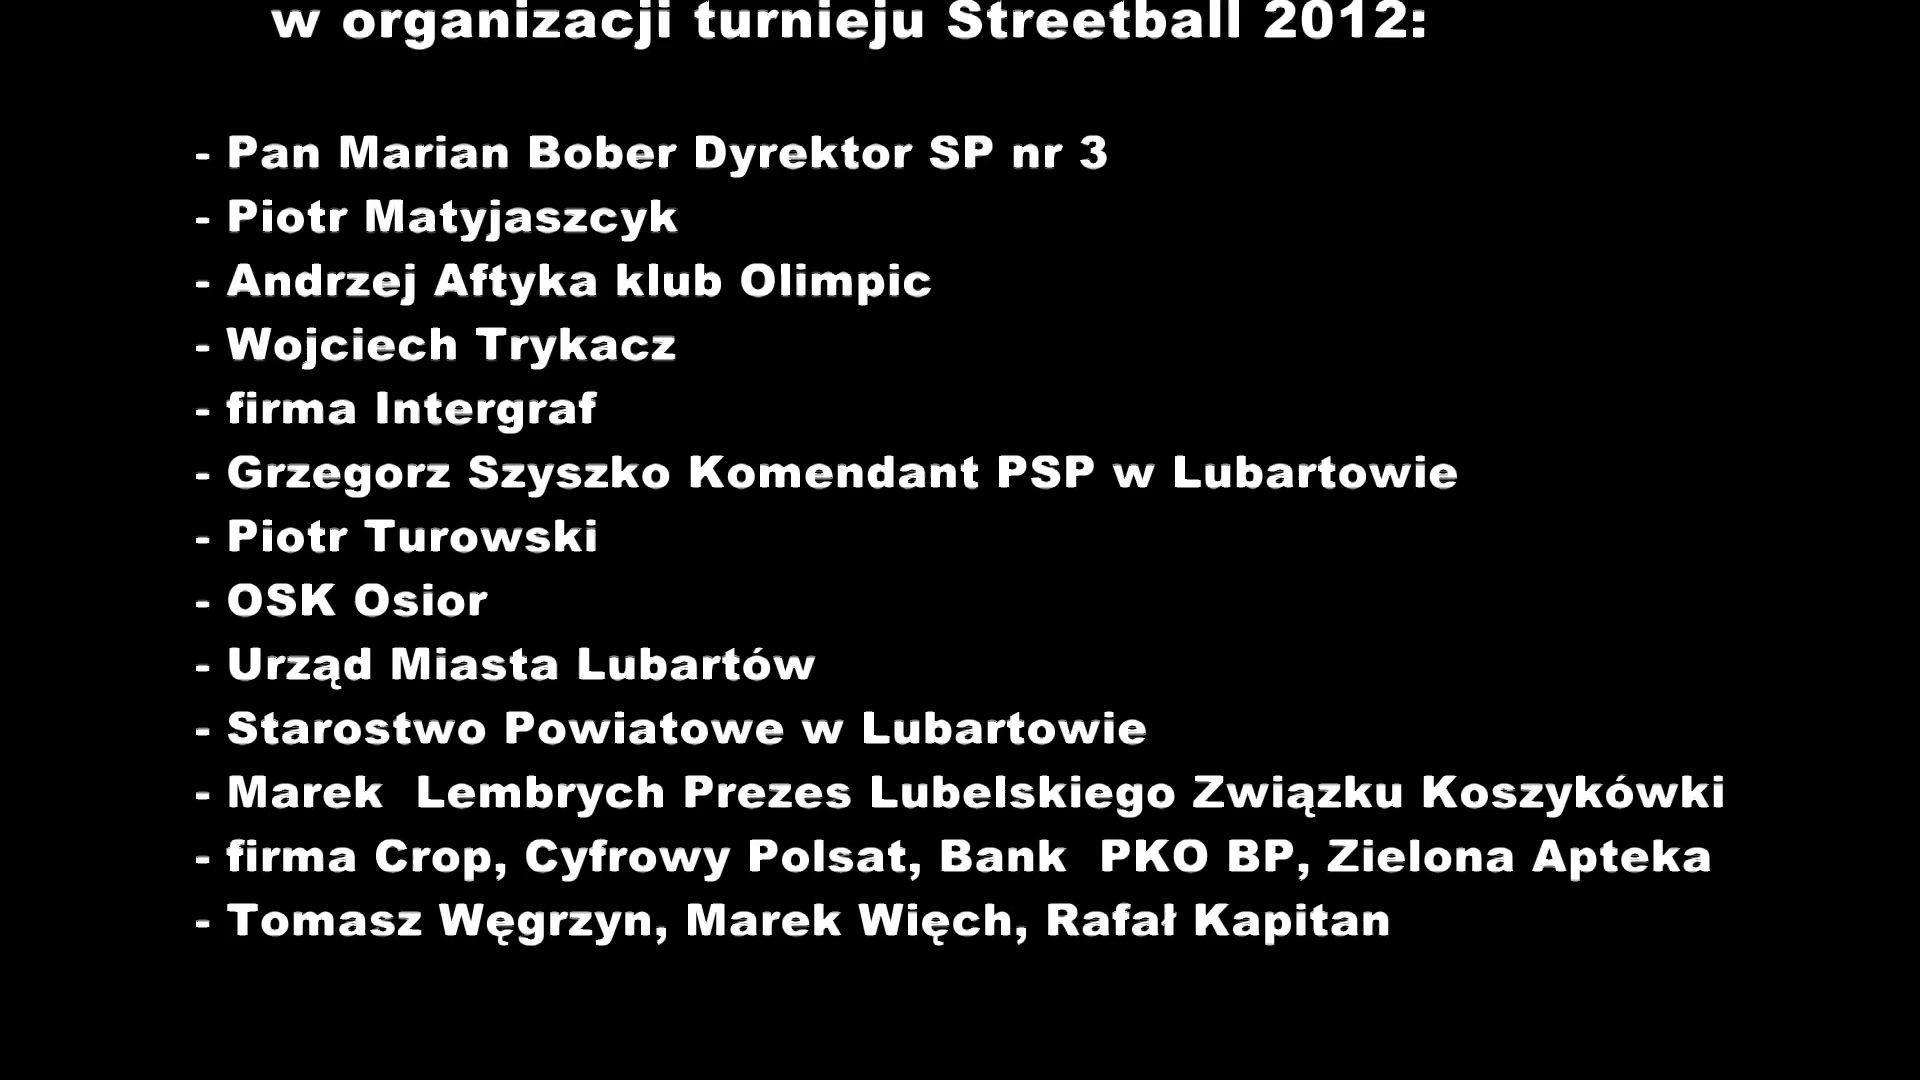 w organizacji turnieju Streetball 2012:
- Pan Marian Bober Dyrektor SP nr 3
- Piotr Matyjaszcyk
- Andrzej Aftyka klub Olimpic
- Wojciech Trykacz
- firma Intergraf
- Grzegorz Szyszko Komendant PSP w Lubartowie
- Piotr Turowski
- OSK Osior
- Urząd Miasta Lubartów
- Starostwo Powiatowe w Lubartowie
- Marek  Lembrych Prezes Lubelskiego Związku Koszykówki
- firma Crop, Cyfrowy Polsat, Bank  PKO BP, Zielona Apteka
- Tomasz Węgrzyn, Marek Więch, Rafał Kapitan